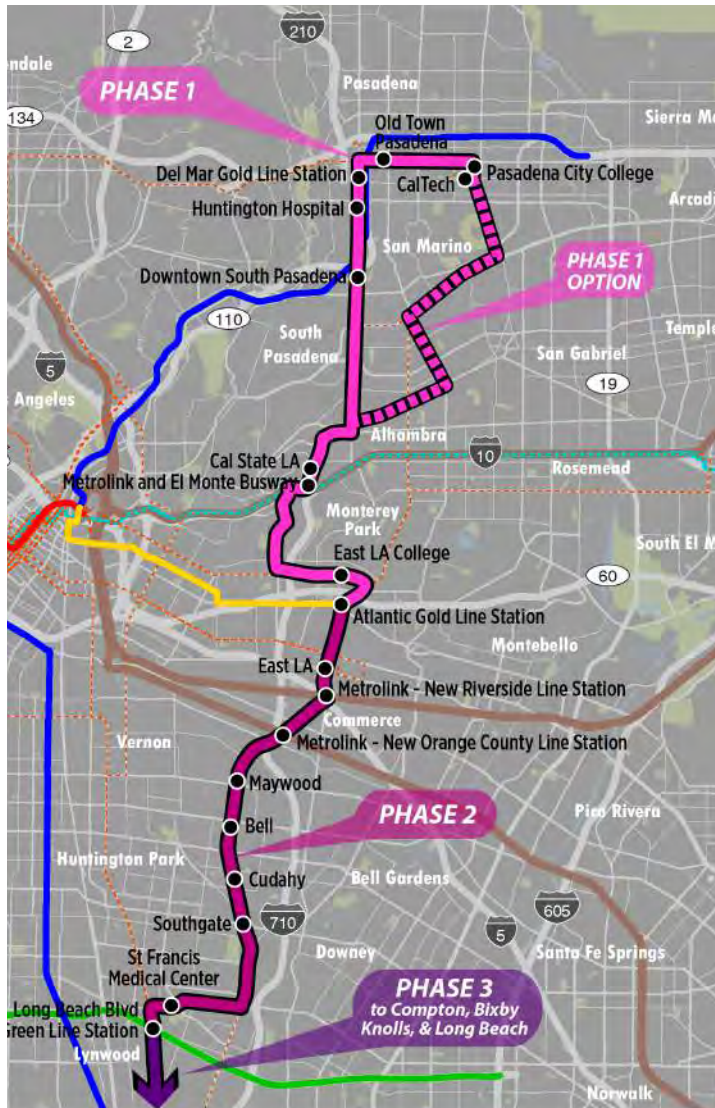 210
2
ndale
Pasadena
PHASE 1
134
Sierra Ma
Old Town
Pasadena
Del Mar Gold Line Station
Pasadena City College
CalTech
Arcadi
Huntington Hospital
San Marino
PHASE 1
OPTION
Downtown South Pasadena
110
South
Pasadena
Temple
San Gabriel
5
19
Angeles
Alhambra
10
Cal State LA
Rosemead
Metrolink and El Monte Busway
Monterey
Park
South El M
East LA College
60
Atlantic Gold Line Station
Montebello
East LA
Metrolink - New Riverside Line Station
Commerce
Vernon
Metrolink - New Orange County Line Station
Maywood
Pico Rivera
PHASE 2
Bell
Huntington Park
Cudahy
Bell Gardens
605
Southgate
710
5
St Francis
Medical Center
Downey
Santa Fe Springs
PHASE 3
to Compton, Bixby
Knolls, & Long Beach
Long Beach Blvd
Green Line Station
Lynwood
Norwalk